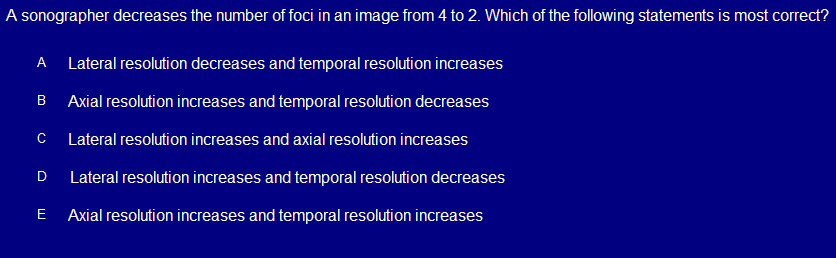 A sonographer decreases the number of foci in an image from 4 to 2. Which of the following statements is most correct?
A Lateral resolution decreases and temporal resolution increases
B Axial resolution increases and temporal resolution decreases
C Lateral resolution increases and axial resolution increases
D Lateral resolution increases and temporal resolution decreases
E Axial resolution increases and temporal resolution increases